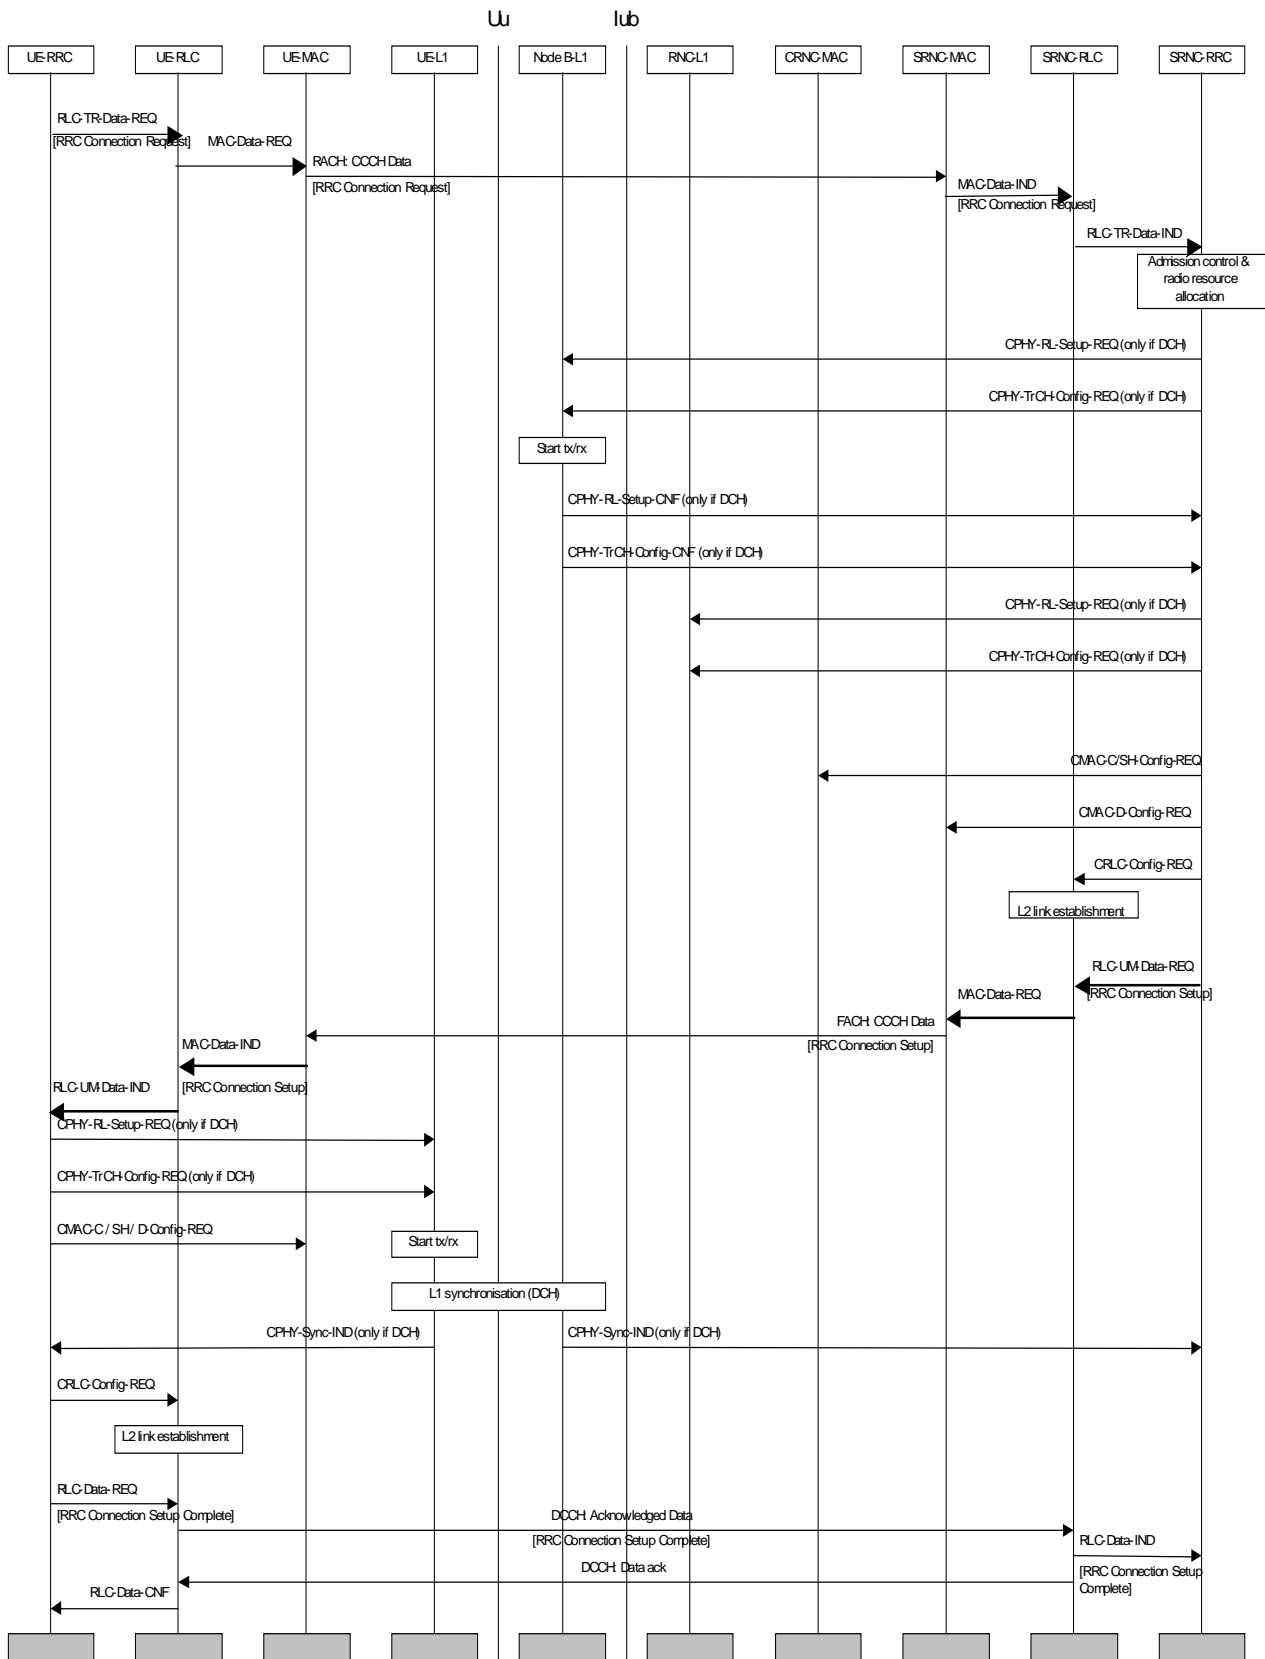 Uu Iub
UE-RRC UE-RLC UE-MAC UE-L1 Node B-L1 RNC-L1 CRNC-MAC SRNC-MAC SRNC-RLC SRNC-RRC
RLC-TR-Data-REQ
[RRC Connection Request]
MAC-Data-REQ
RACH: CCCH Data
[RRC Connection Request]
MAC-Data-IND
[RRC Connection Request]
RLC-TR-Data-IND
Admission control &
radio resource
allocation
CPHY-RL-Setup-REQ (only if DCH)
CPHY-TrCH-Config-REQ (only if DCH)
Start tx/rx
CPHY-RL-Setup-CNF (only if DCH)
CPHY-TrCH-Config-CNF (only if DCH)
CPHY-RL-Setup-REQ (only if DCH)
CPHY-TrCH-Config-REQ (only if DCH)
CMAC-C/SH-Config-REQ
CMAC-D-Config-REQ
CRLC-Config-REQ
L2 link establishment
RLC-UM-Data-REQ
[RRC Connection Setup]
MAC-Data-REQ
FACH: CCCH Data
[RRC Connection Setup]
MAC-Data-IND
[RRC Connection Setup]
RLC-UM-Data-IND
CPHY-RL-Setup-REQ (only if DCH)
CPHY-TrCH-Config-REQ (only if DCH)
CMAC-C / SH / D-Config-REQ
Start tx/rx
L1 synchronisation (DCH)
CPHY-Sync-IND (only if DCH) CPHY-Sync-IND (only if DCH)
CRLC-Config-REQ
L2 link establishment
RLC-Data-REQ
[RRC Connection Setup Complete]
DCCH: Acknowledged Data
[RRC Connection Setup Complete]
RLC-Data-IND
[RRC Connection Setup
Complete]
DCCH: Data ack
RLC-Data-CNF